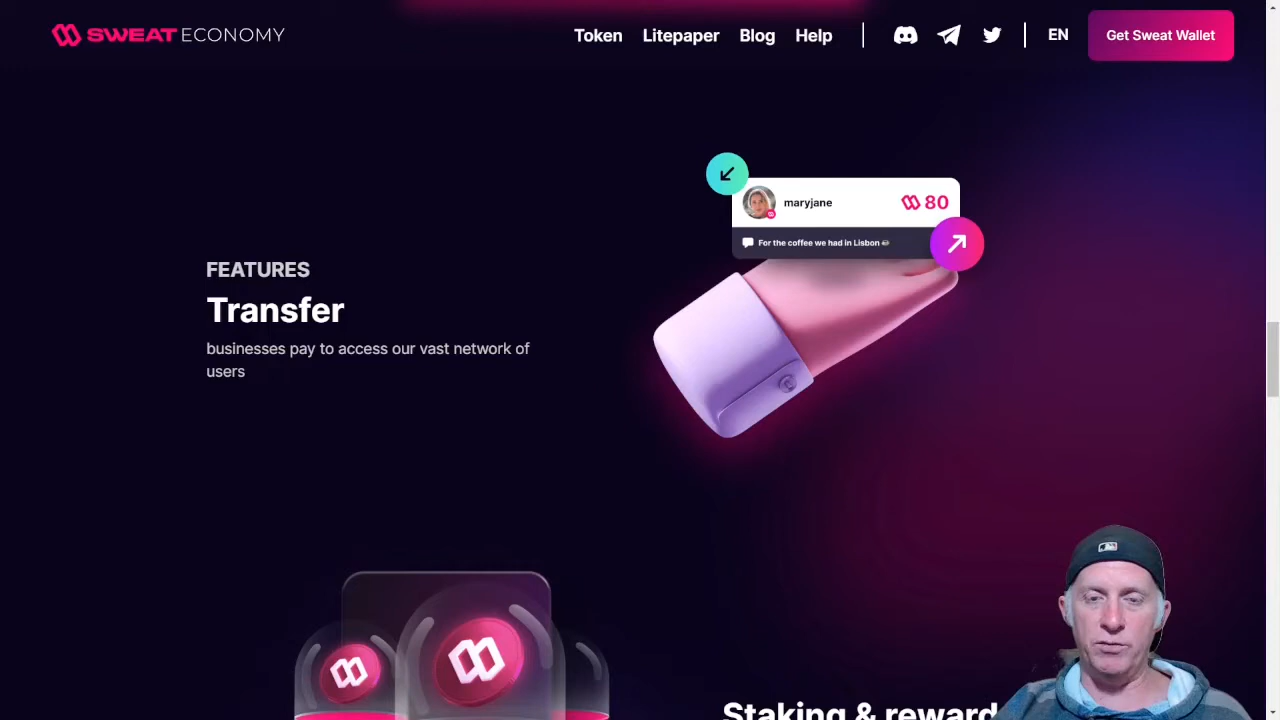 SWEAT ECONOMY
Token Litepaper Blog Help
EN
Get Sweat Wallet
maryjane
80
For the coffee we had in Lisbon
FEATURES
Transfer
businesses pay to access our vast network of
users
Staking & reward